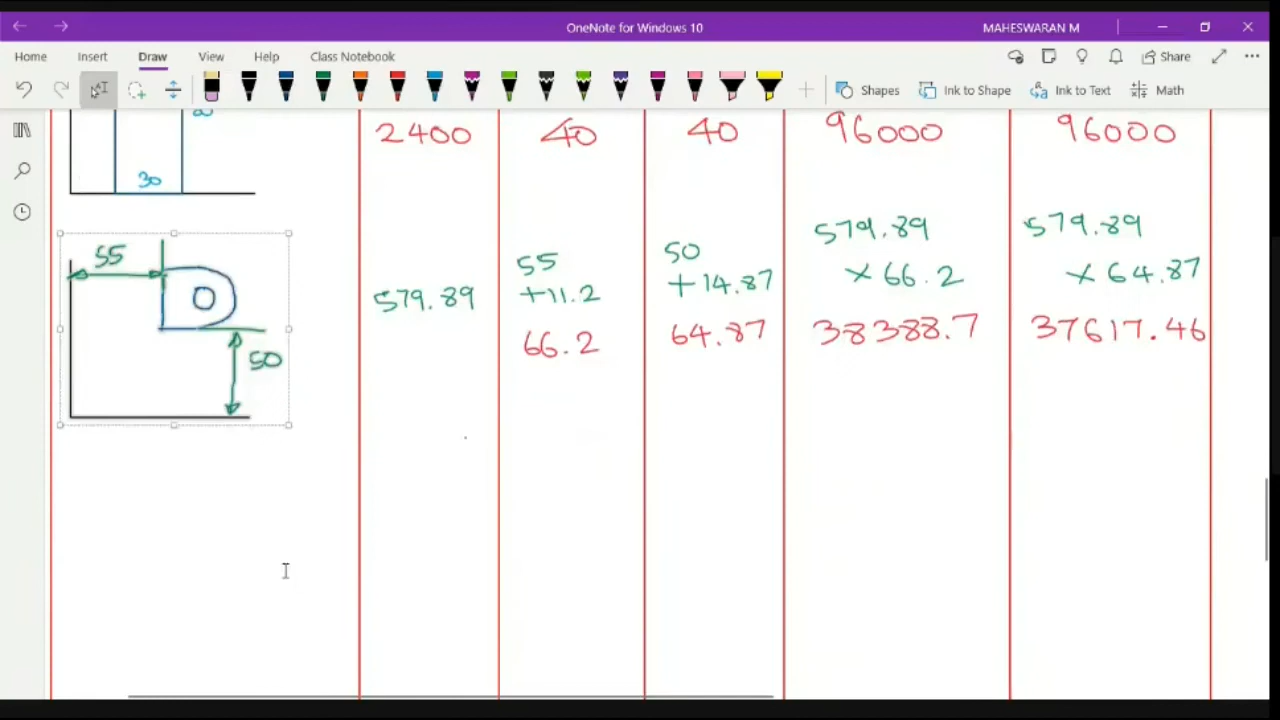 OneNote for Windows 10
MAHESWARAN M
Home Insert Draw View Help Class Notebook
Share
Shapes Ink to Shape Ink to Text Math
2400 40 40 96000 96000
30
55
50
579.89
55
+11.2
66.2
50
+14.87
64.87
579.89
×66.2
38388.7
579.89
×64.87
37617.46